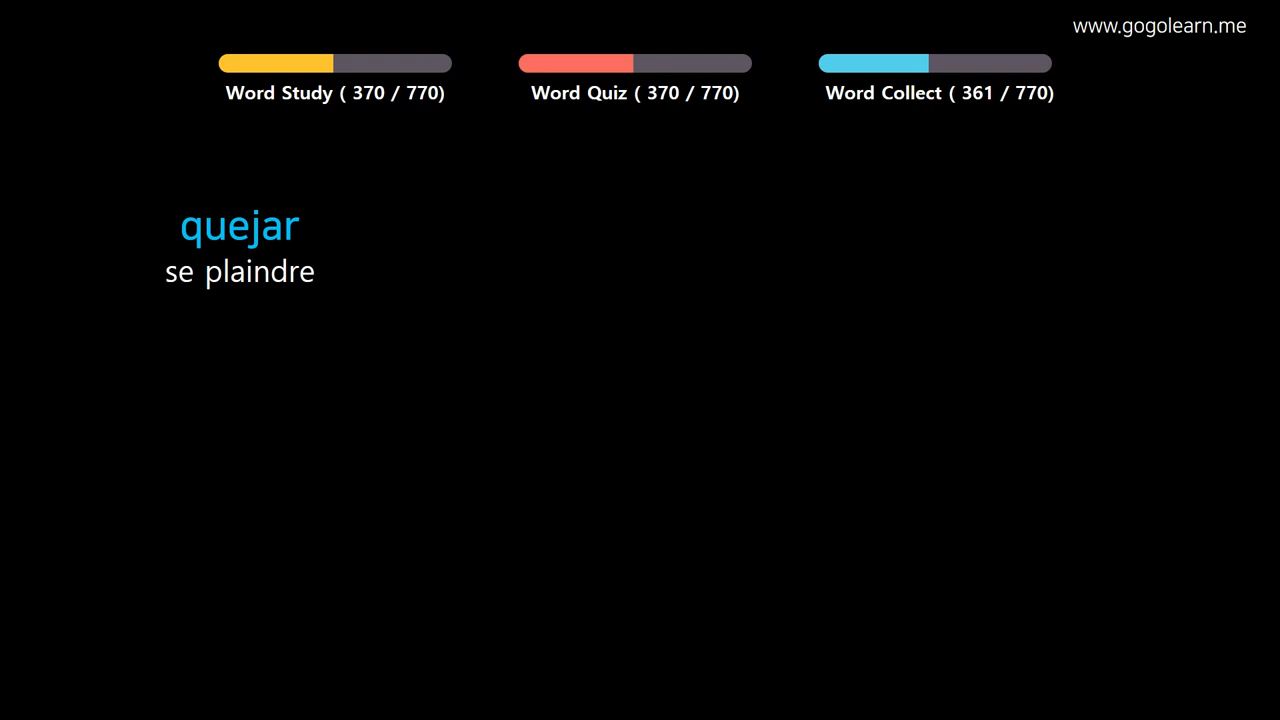 www.gogolearn.me
Word Study ( 370 / 770)
Word Quiz ( 370 / 770)
Word Collect ( 361 / 770)
quejar
se plaindre